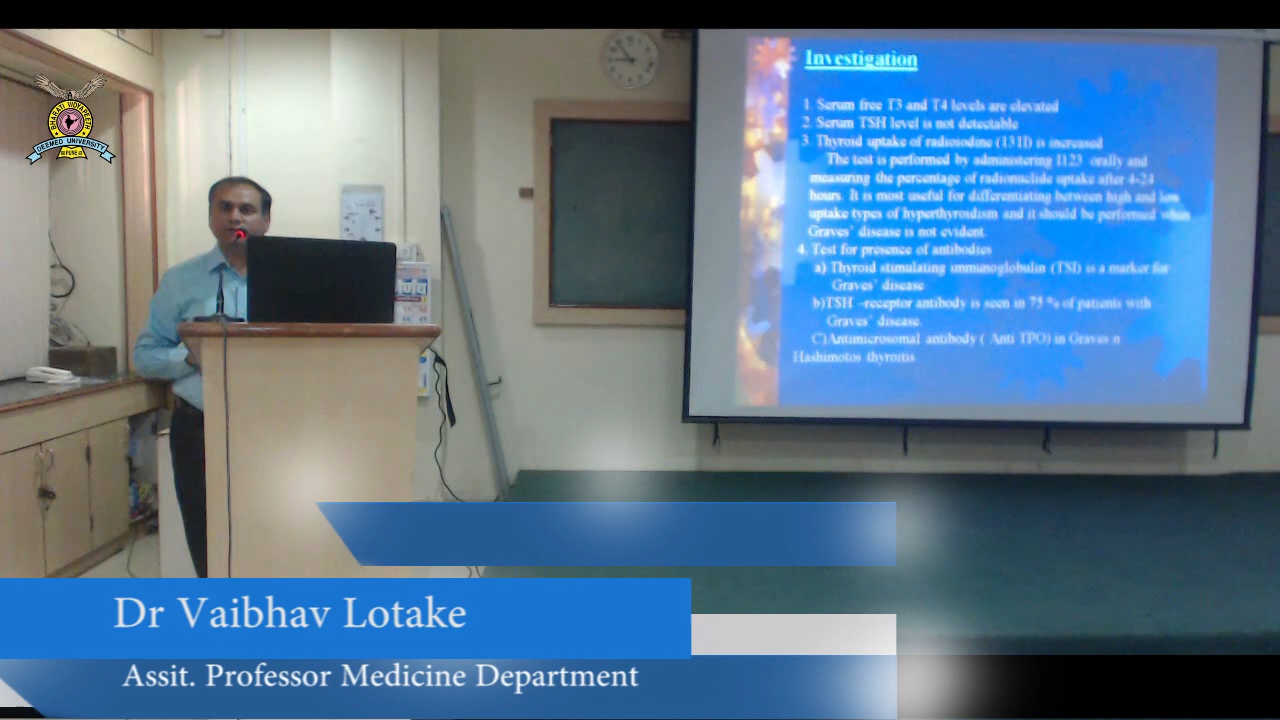 BHARATI VIDYAPEETH
DEEMED UNIVERSITY
Investigation
1. Serum free T3 and T4 levels are elevated
2. Serum TSH level is not detectable
3. Thyroid uptake of radioiodine (131I) is increased
The test is performed by administering I123 orally and
measuring the percentage of radionuclide uptake after 4-24
hours. It is most useful for differentiating between high and low
uptake types of hyperthyroidism and it should be performed when
Graves' disease is not evident.
4. Test for presence of antibodies
a) Thyroid stimulating immunoglobulin (TSI) is a marker for
Graves' disease
b)TSH –receptor antibody is seen in 75 % of patients with
Graves' disease.
C)Antimicrosomal antibody ( Anti TPO) in Graves n
Hashimotos thyroitis
Dr Vaibhav Lotake
Assit. Professor Medicine Department